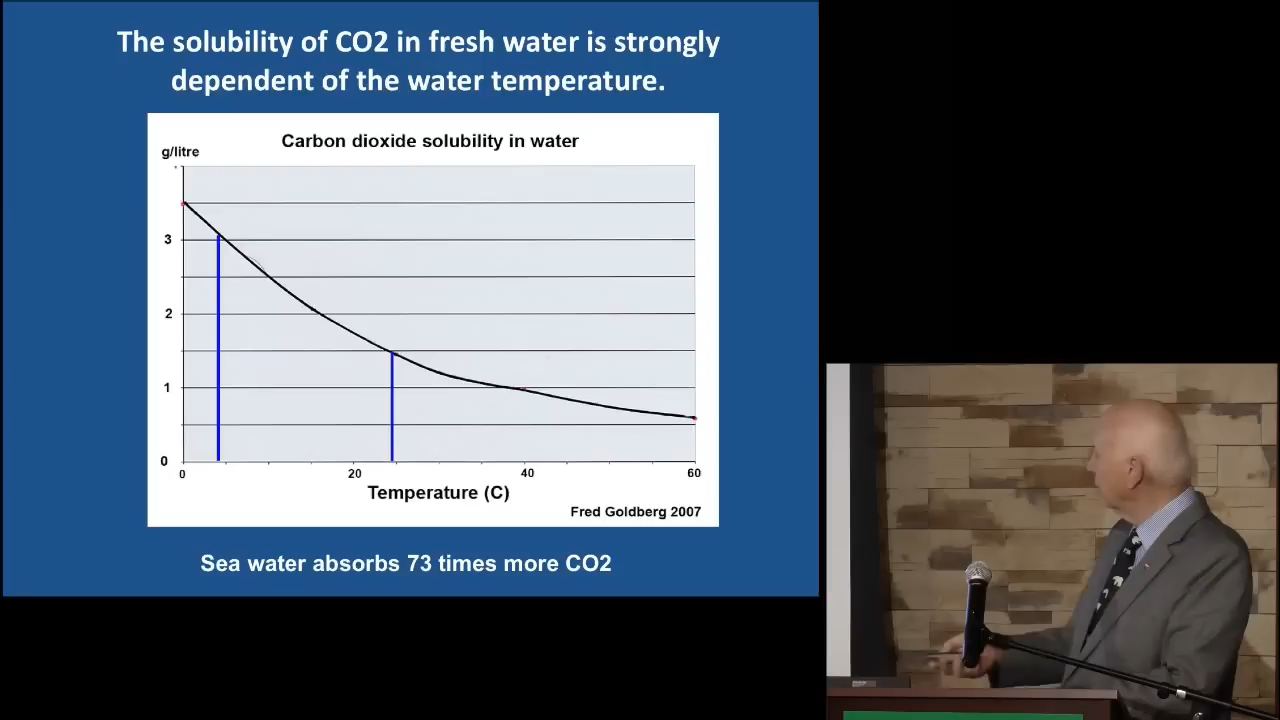 The solubility of CO2 in fresh water is strongly
dependent of the water temperature.
Carbon dioxide solubility in water
g/litre
3
2
1
0
0 20 40 60
Temperature (C)
Fred Goldberg 2007
Sea water absorbs 73 times more CO2